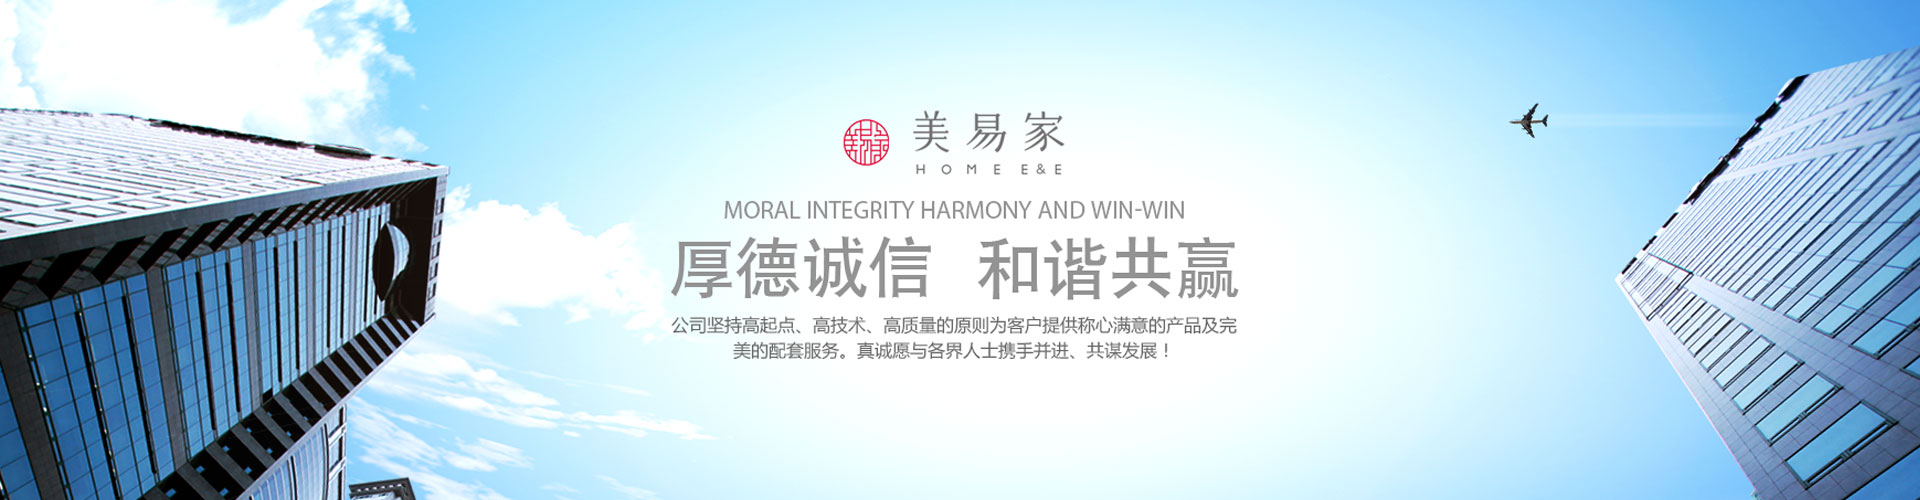 美易家
HOME E&E
MORAL INTEGRITY HARMONY AND WIN-WIN
厚德诚信 和谐共赢
公司坚持高起点、高技术、高质量的原则为客户提供称心满意的产品及完
美的配套服务。真诚愿与各界人士携手并进、共谋发展！